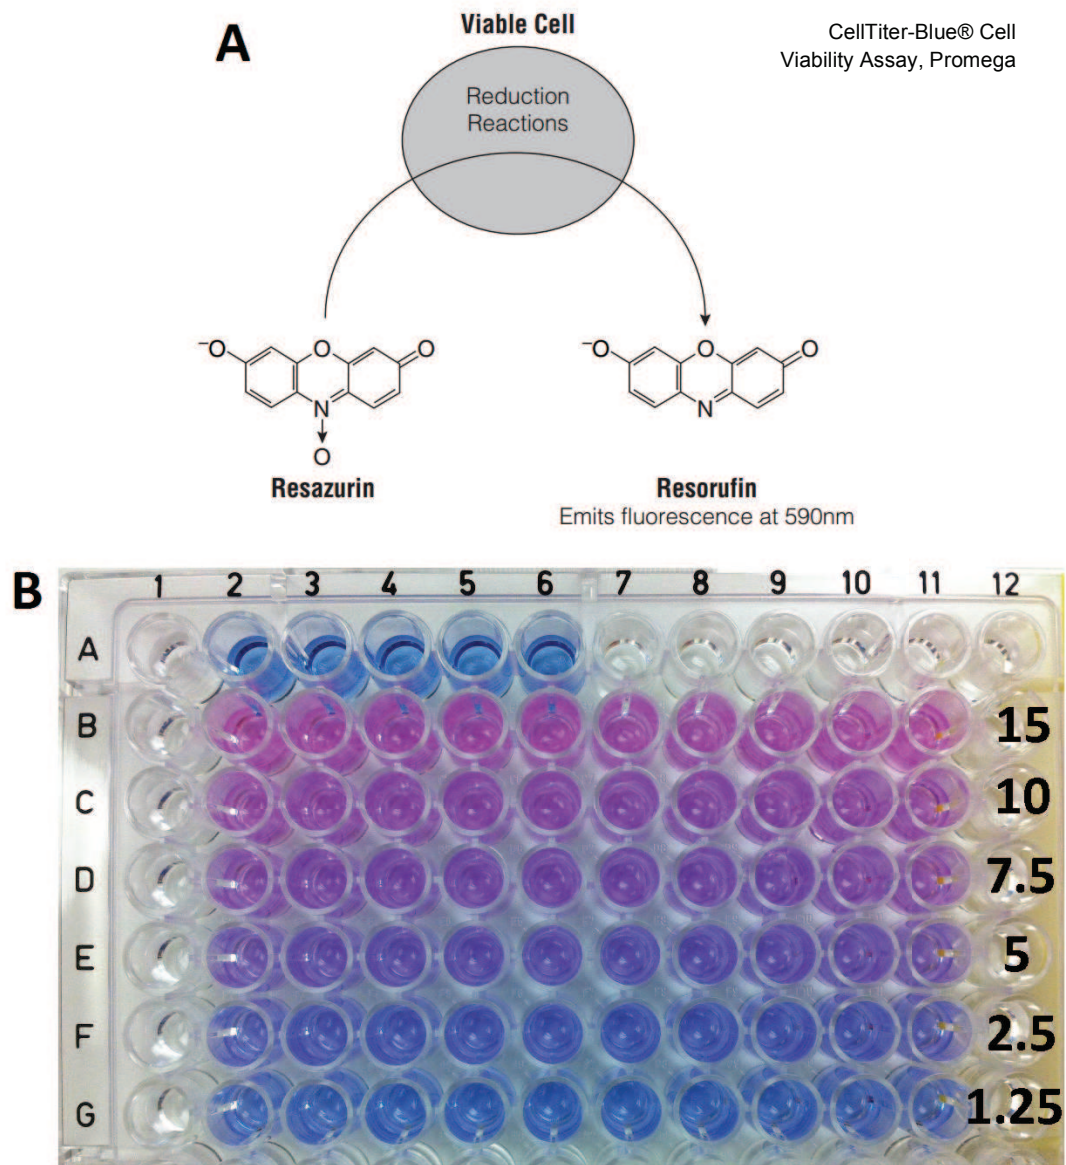 A
Viable Cell
CellTiter-Blue® Cell
Viability Assay, Promega
Reduction
Reactions
⁻O
O
O
N
O
⁻O
O
O
N
Resazurin
Resorufin
Emits fluorescence at 590nm
B
1 2 3 4 5 6 7 8 9 10 11 12
A
B 15
C 10
D 7.5
E 5
F 2.5
G 1.25